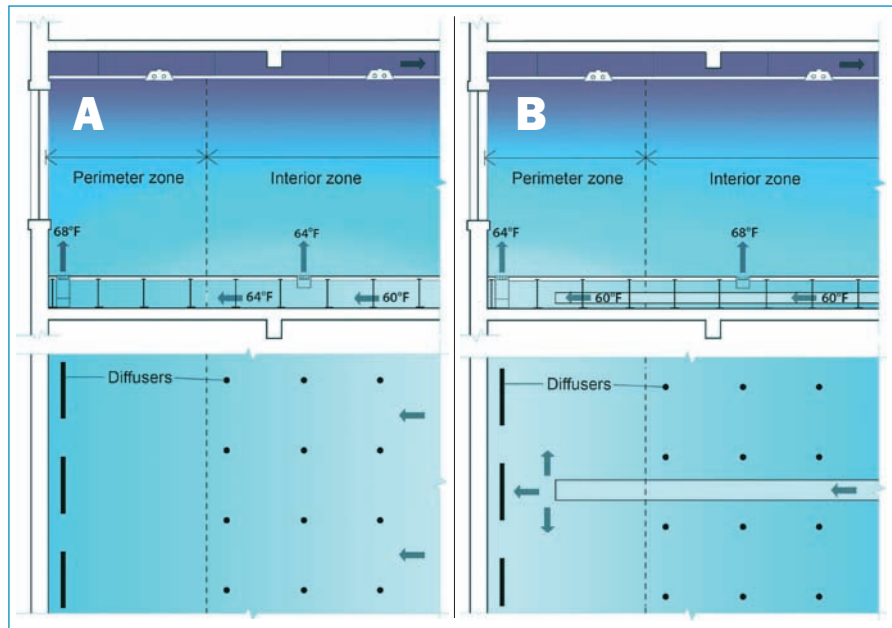 A
Perimeter zone
Interior zone
68°F
64°F
64°F
60°F
Diffusers
B
Perimeter zone
Interior zone
64°F
68°F
60°F
60°F
Diffusers